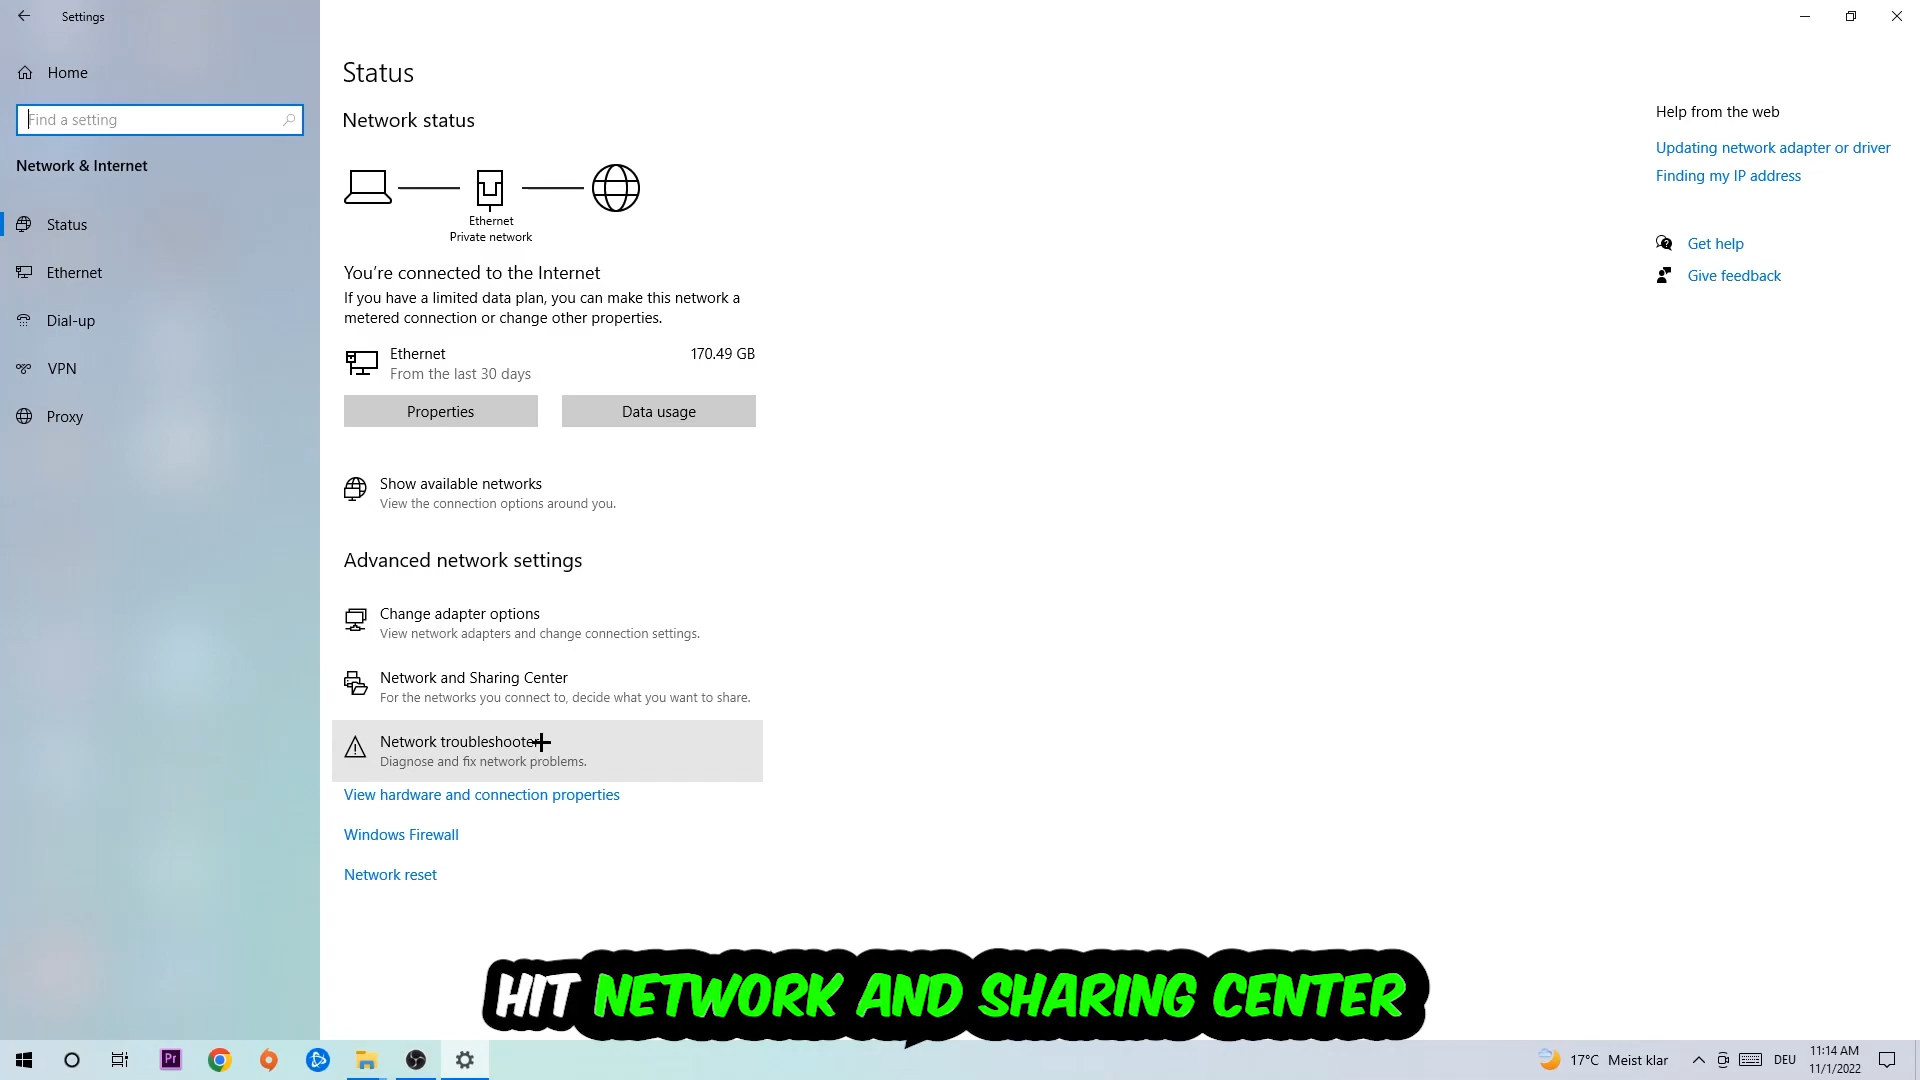 Settings
Home
Find a setting
Network & Internet
Status
Ethernet
Dial-up
VPN
Proxy
Status
Network status
Ethernet
Private network
You're connected to the Internet
If you have a limited data plan, you can make this network a
metered connection or change other properties.
Ethernet 170.49 GB
From the last 30 days
Properties Data usage
Show available networks
View the connection options around you.
Advanced network settings
Change adapter options
View network adapters and change connection settings.
Network and Sharing Center
For the networks you connect to, decide what you want to share.
Network troubleshooter
Diagnose and fix network problems.
View hardware and connection properties
Windows Firewall
Network reset
Help from the web
Updating network adapter or driver
Finding my IP address
Get help
Give feedback
HIT NETWORK AND SHARING CENTER
Pr
17°C Meist klar
DEU
11:14 AM
11/1/2022